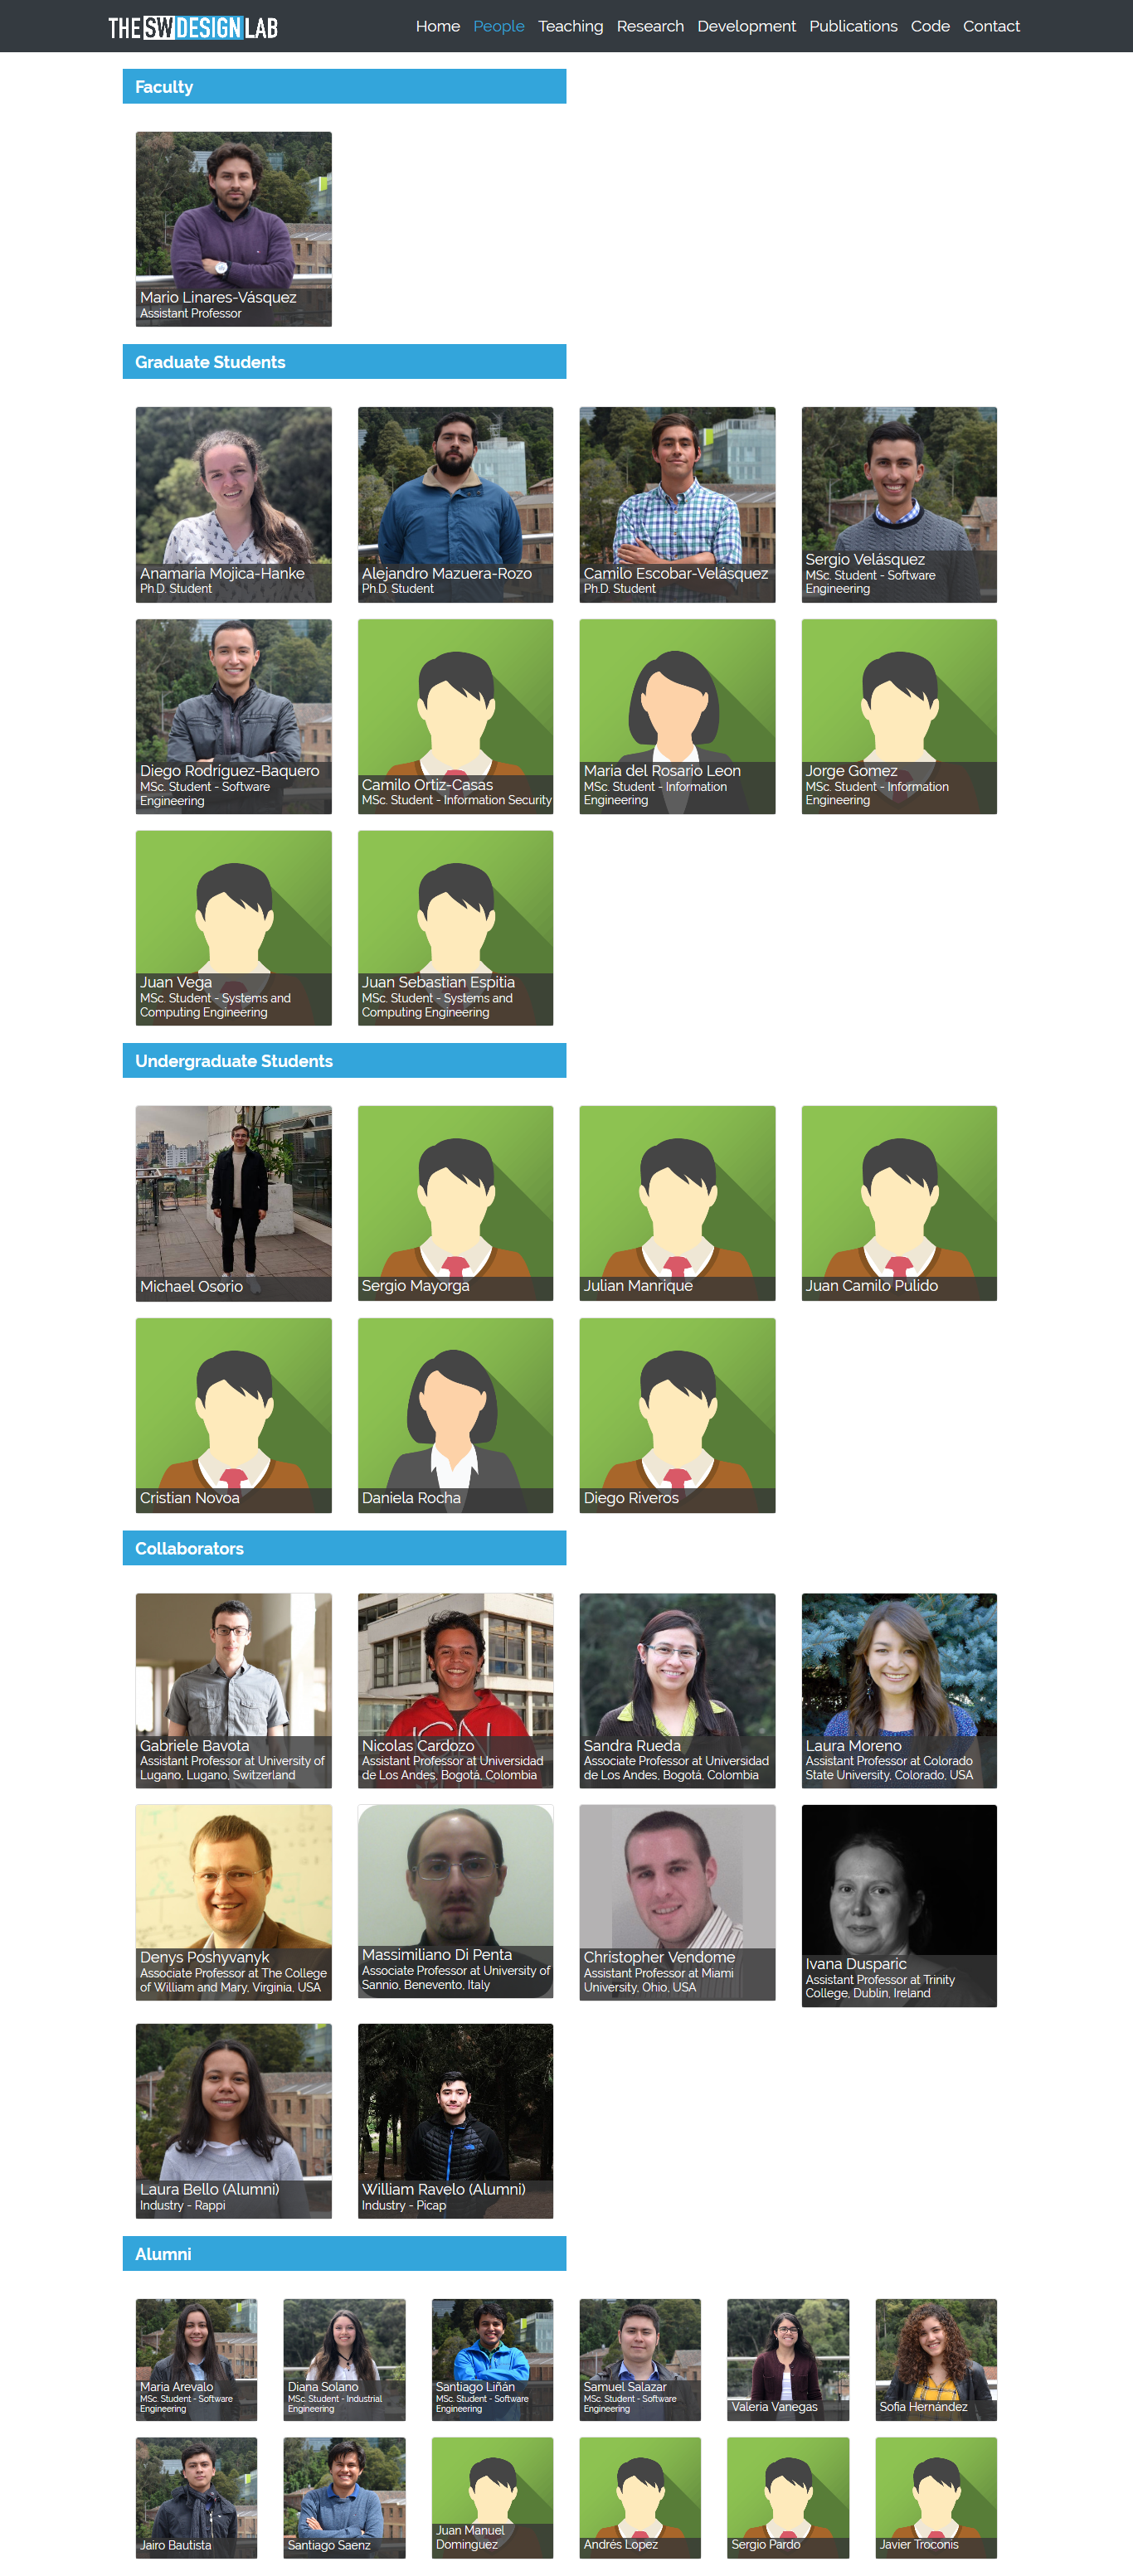 THE SW DESIGN LAB
Home People Teaching Research Development Publications Code Contact
Faculty
Mario Linares-Vásquez
Assistant Professor
Graduate Students
Anamaria Mojica-Hanke
Ph.D. Student
Alejandro Mazuera-Rozo
Ph.D. Student
Camilo Escobar-Velásquez
Ph.D. Student
Sergio Velásquez
MSc. Student - Software
Engineering
Diego Rodríguez-Baquero
MSc. Student - Software
Engineering
Camilo Ortiz-Casas
MSc. Student - Information Security
Maria del Rosario Leon
MSc. Student - Information
Engineering
Jorge Gomez
MSc. Student - Information
Engineering
Juan Vega
MSc. Student - Systems and
Computing Engineering
Juan Sebastian Espitia
MSc. Student - Systems and
Computing Engineering
Undergraduate Students
Michael Osorio
Sergio Mayorga
Julian Manrique
Juan Camilo Pulido
Cristian Novoa
Daniela Rocha
Diego Riveros
Collaborators
Gabriele Bavota
Assistant Professor at University of
Lugano, Lugano, Switzerland
Nicolas Cardozo
Assistant Professor at Universidad
de Los Andes, Bogotá, Colombia
Sandra Rueda
Associate Professor at Universidad
de Los Andes, Bogotá, Colombia
Laura Moreno
Assistant Professor at Colorado
State University, Colorado, USA
Denys Poshyvanyk
Associate Professor at The College
of William and Mary, Virginia, USA
Massimiliano Di Penta
Associate Professor at University of
Sannio, Benevento, Italy
Christopher Vendome
Assistant Professor at Miami
University, Ohio, USA
Ivana Dusparic
Assistant Professor at Trinity
College, Dublin, Ireland
Laura Bello (Alumni)
Industry - Rappi
William Ravelo (Alumni)
Industry - Picap
Alumni
Maria Arevalo
MSc. Student - Software
Engineering
Diana Solano
MSc. Student - Industrial
Engineering
Santiago Liñán
MSc. Student - Software
Engineering
Samuel Salazar
MSc. Student - Software
Engineering
Valeria Vanegas
Sofia Hernández
Jairo Bautista
Santiago Saenz
Juan Manuel
Dominguez
Andrés Lopez
Sergio Pardo
Javier Troconis